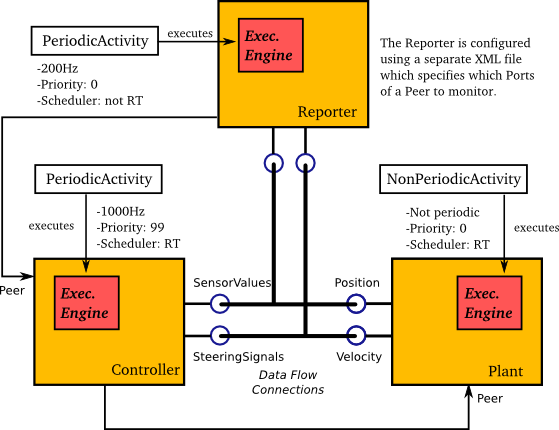 PeriodicActivity
executes
Exec.
Engine
-200Hz
-Priority: 0
-Scheduler: not RT
Reporter
The Reporter is configured
using a separate XML file
which specifies which Ports
of a Peer to monitor.
PeriodicActivity
executes
-1000Hz
-Priority: 99
-Scheduler: RT
NonPeriodicActivity
-Not periodic
-Priority: 0
-Scheduler: RT
executes
Peer
Exec.
Engine
Controller
SensorValues
Position
SteeringSignals
Velocity
Data Flow
Connections
Exec.
Engine
Plant
Peer